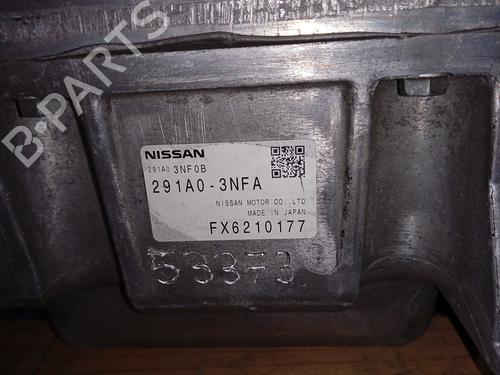 B-PARTS
NISSAN
291A0 3NF0B
291A0-3NFA
NISSAN MOTOR CO.,LTD
MADE IN JAPAN
FX6210177
53373